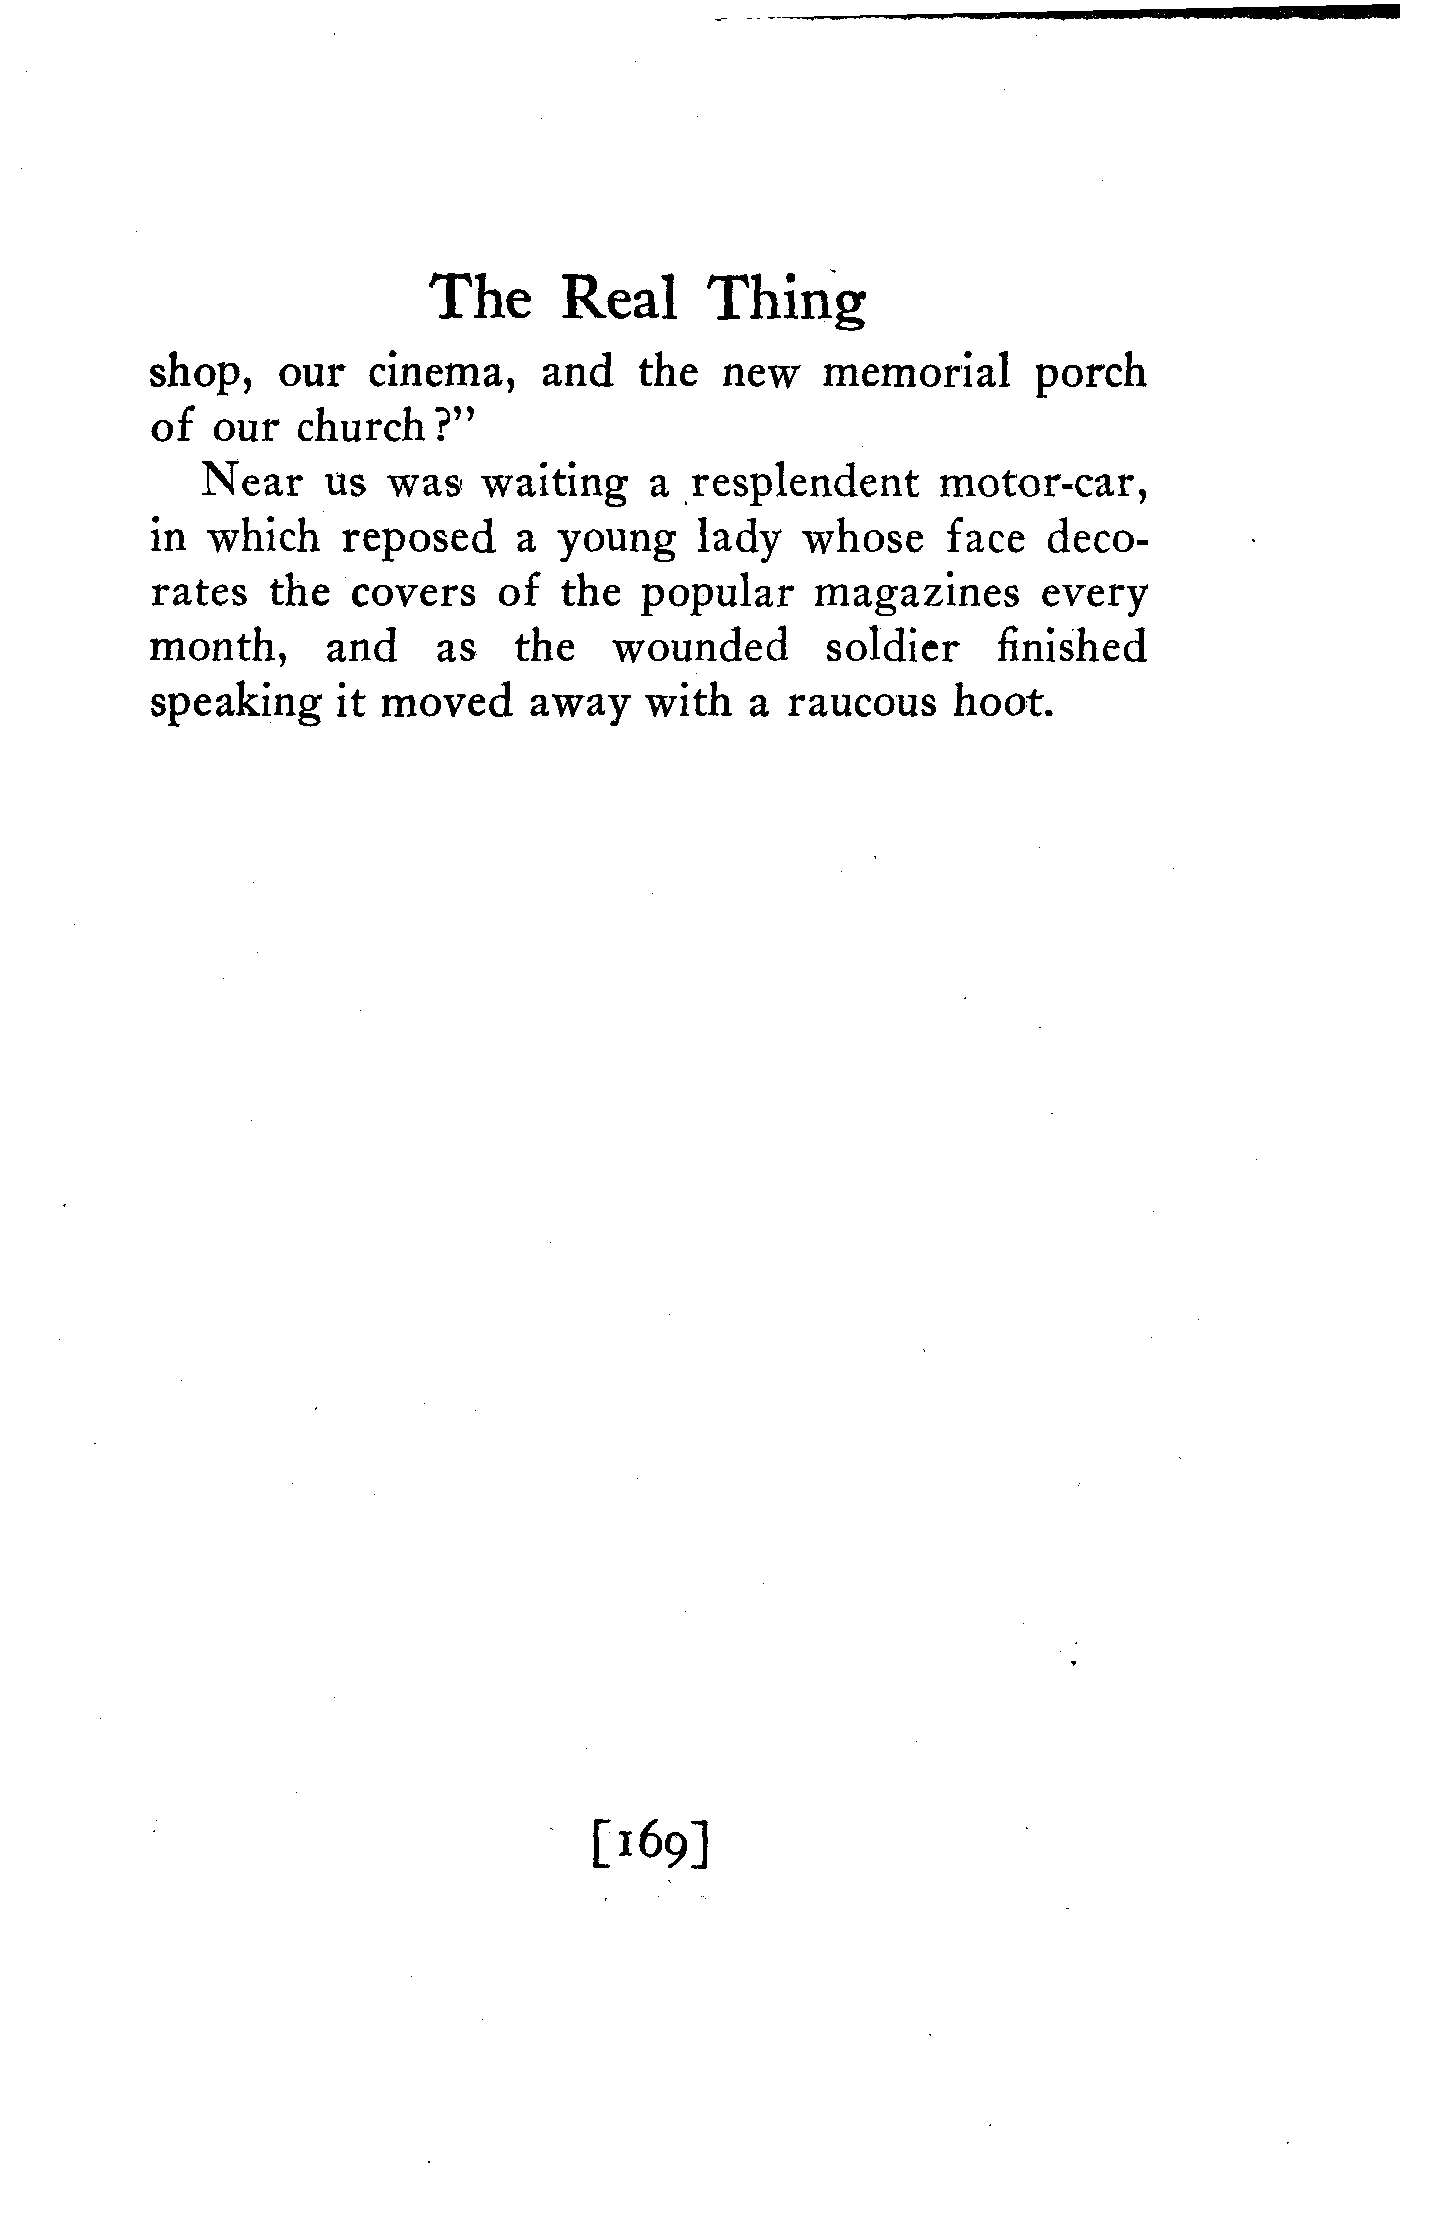 The Real Thing
shop, our cinema, and the new memorial porch
of our church?"
Near us was waiting a resplendent motor-car,
in which reposed a young lady whose face deco-
rates the covers of the popular magazines every
month, and as the wounded soldier finished
speaking it moved away with a raucous hoot.
[169]